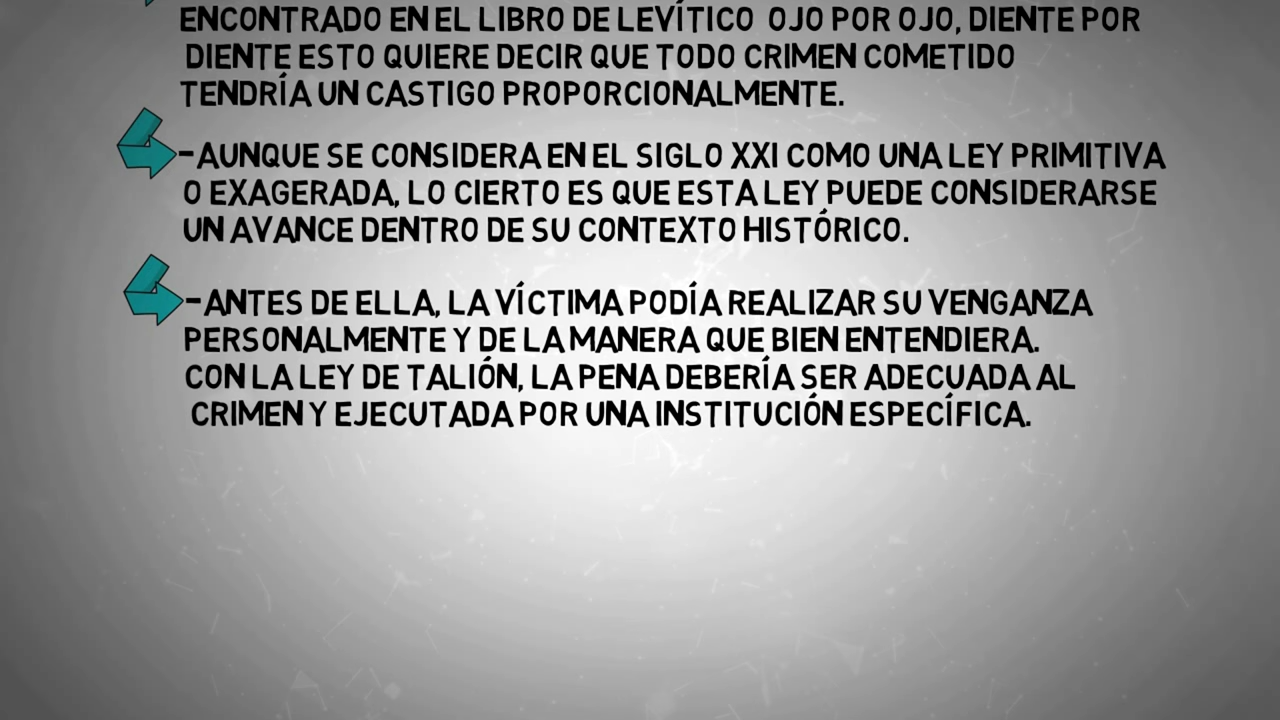 ENCONTRADO EN EL LIBRO DE LEVÍTICO OJO POR OJO, DIENTE POR
DIENTE ESTO QUIERE DECIR QUE TODO CRIMEN COMETIDO
TENDRÍA UN CASTIGO PROPORCIONALMENTE.
-AUNQUE SE CONSIDERA EN EL SIGLO XXI COMO UNA LEY PRIMITIVA
O EXAGERADA, LO CIERTO ES QUE ESTA LEY PUEDE CONSIDERARSE
UN AVANCE DENTRO DE SU CONTEXTO HISTÓRICO.
-ANTES DE ELLA, LA VÍCTIMA PODÍA REALIZAR SU VENGANZA
PERSONALMENTE Y DE LA MANERA QUE BIEN ENTENDIERA.
CON LA LEY DE TALIÓN, LA PENA DEBERÍA SER ADECUADA AL
CRIMEN Y EJECUTADA POR UNA INSTITUCIÓN ESPECÍFICA.